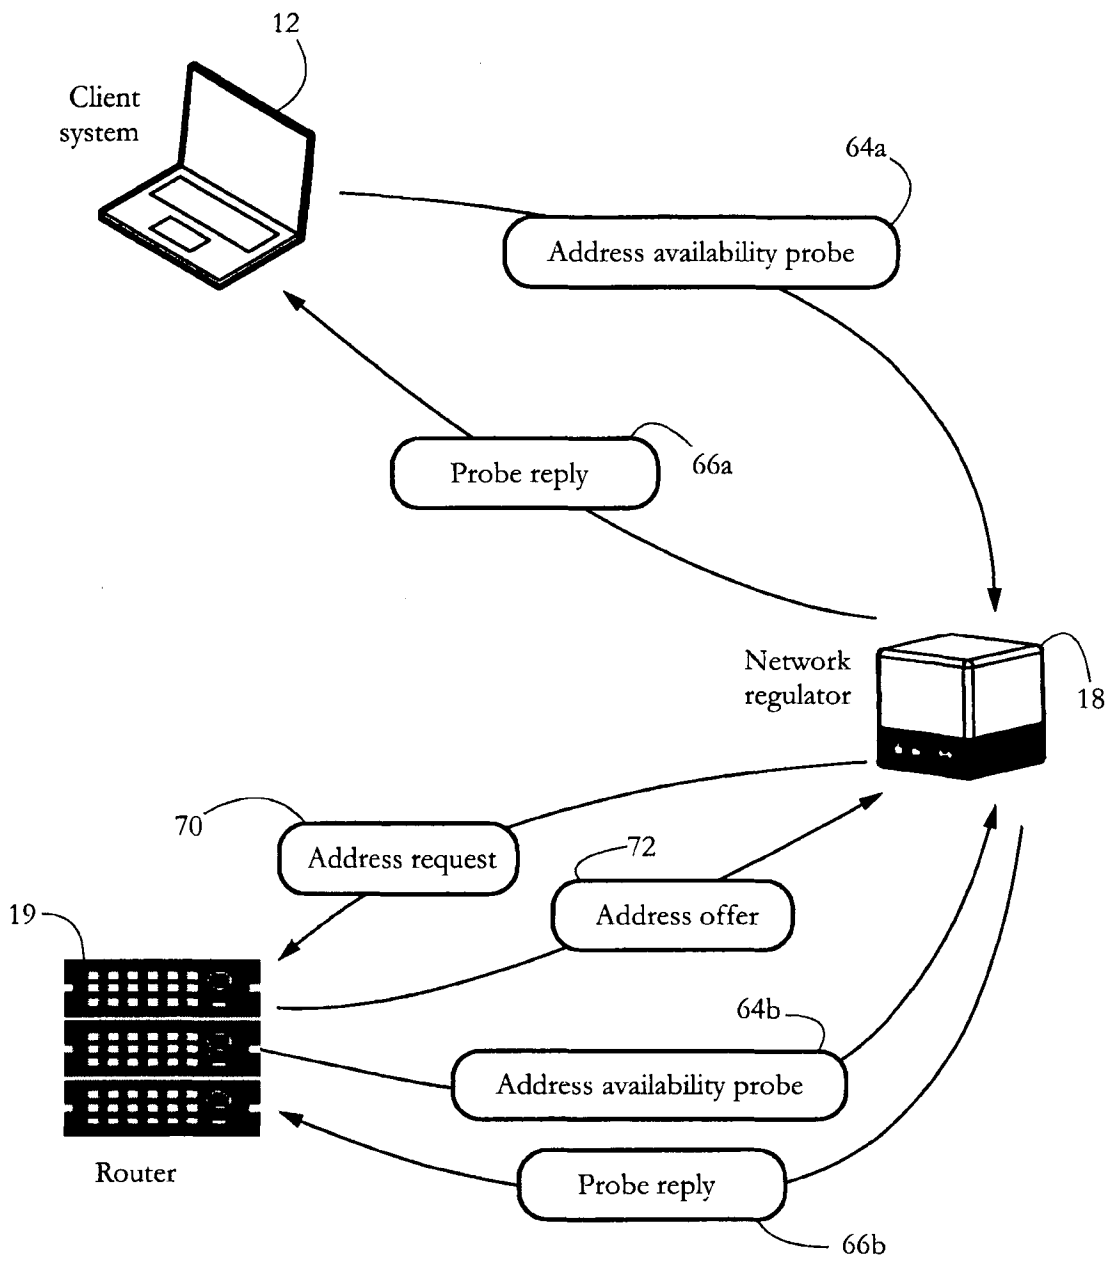 12
Client
system
64a
Address availability probe
Probe reply
66a
Network
regulator
18
70
Address request
72
Address offer
19
64b
Address availability probe
Router
Probe reply
66b